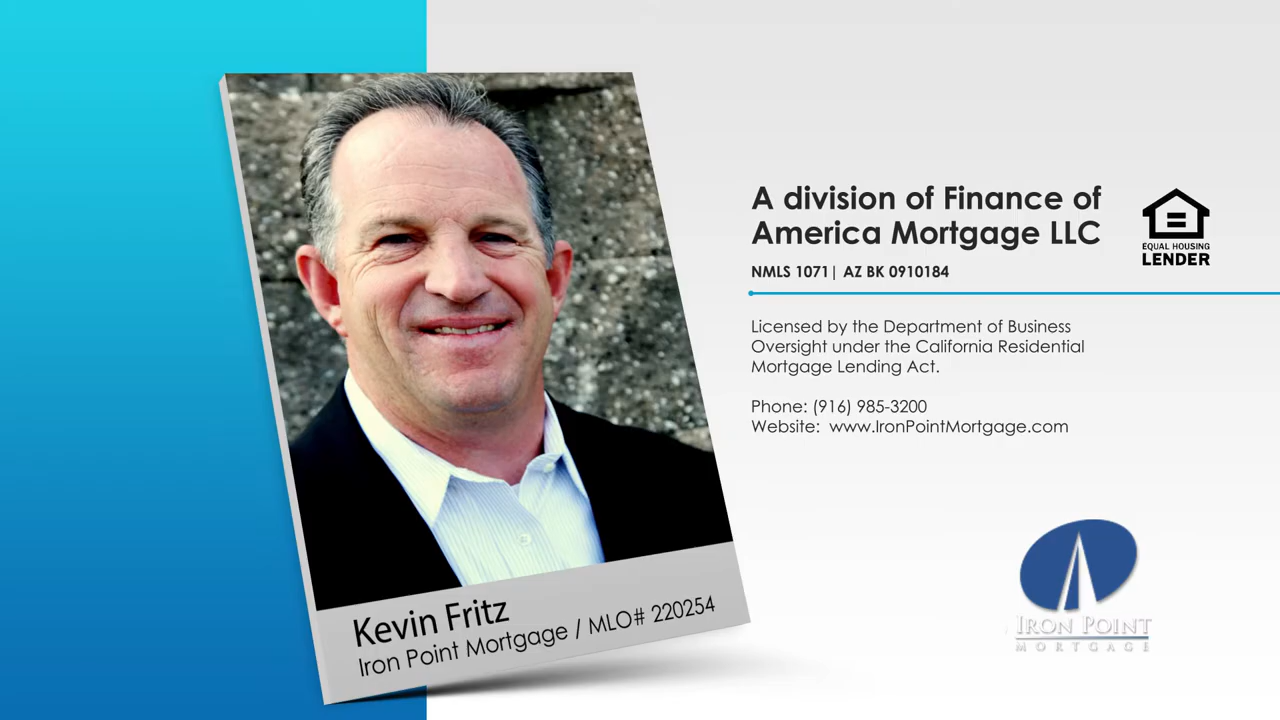 A division of Finance of
America Mortgage LLC
EQUAL HOUSING
LENDER
NMLS 1071| AZ BK 0910184
Licensed by the Department of Business
Oversight under the California Residential
Mortgage Lending Act.
Phone: (916) 985-3200
Website:  www.IronPointMortgage.com
Kevin Fritz
Iron Point Mortgage / MLO# 220254
IRON POINT
MORTGAGE